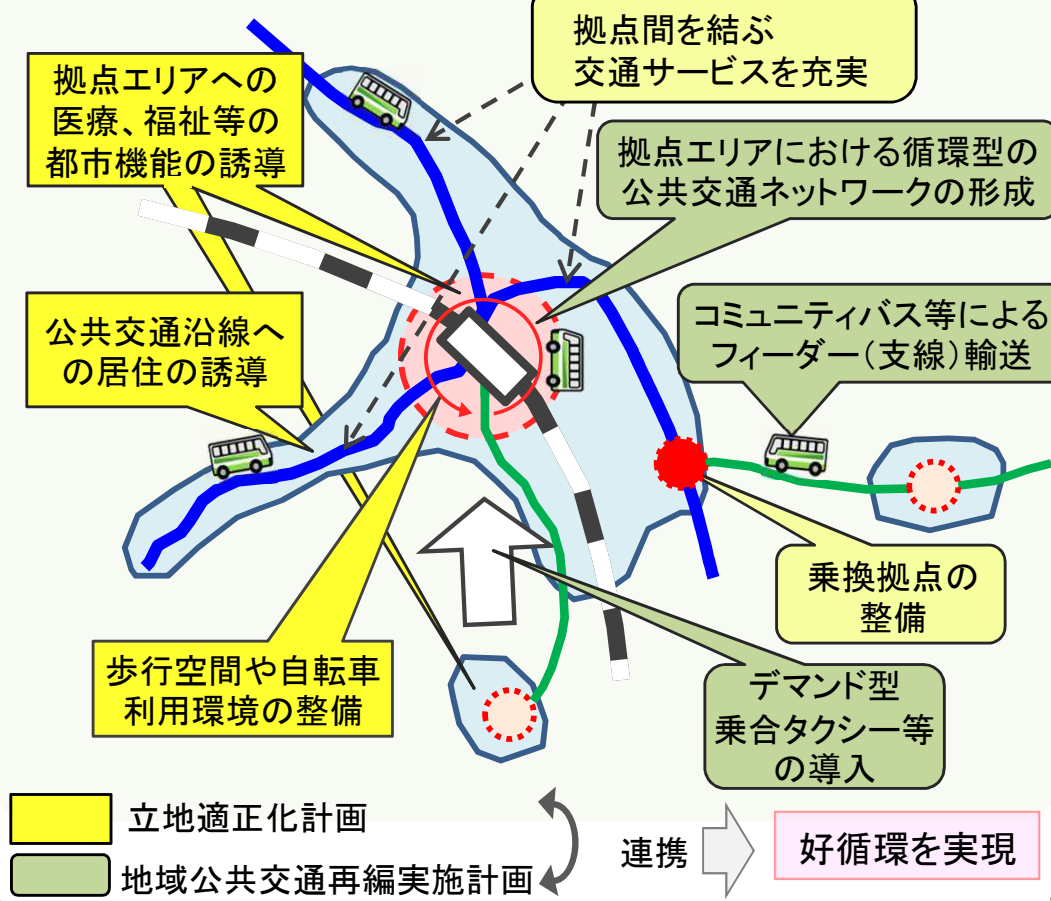 拠点間を結ぶ
交通サービスを充実
拠点エリアへの
医療、福祉等の
都市機能の誘導
拠点エリアにおける循環型の
公共交通ネットワークの形成
コミュニティバス等による
フィーダー(支線)輸送
公共交通沿線へ
の居住の誘導
乗換拠点の
整備
歩行空間や自転車
利用環境の整備
デマンド型
乗合タクシー等
の導入
立地適正化計画
地域公共交通再編実施計画
連携
好循環を実現